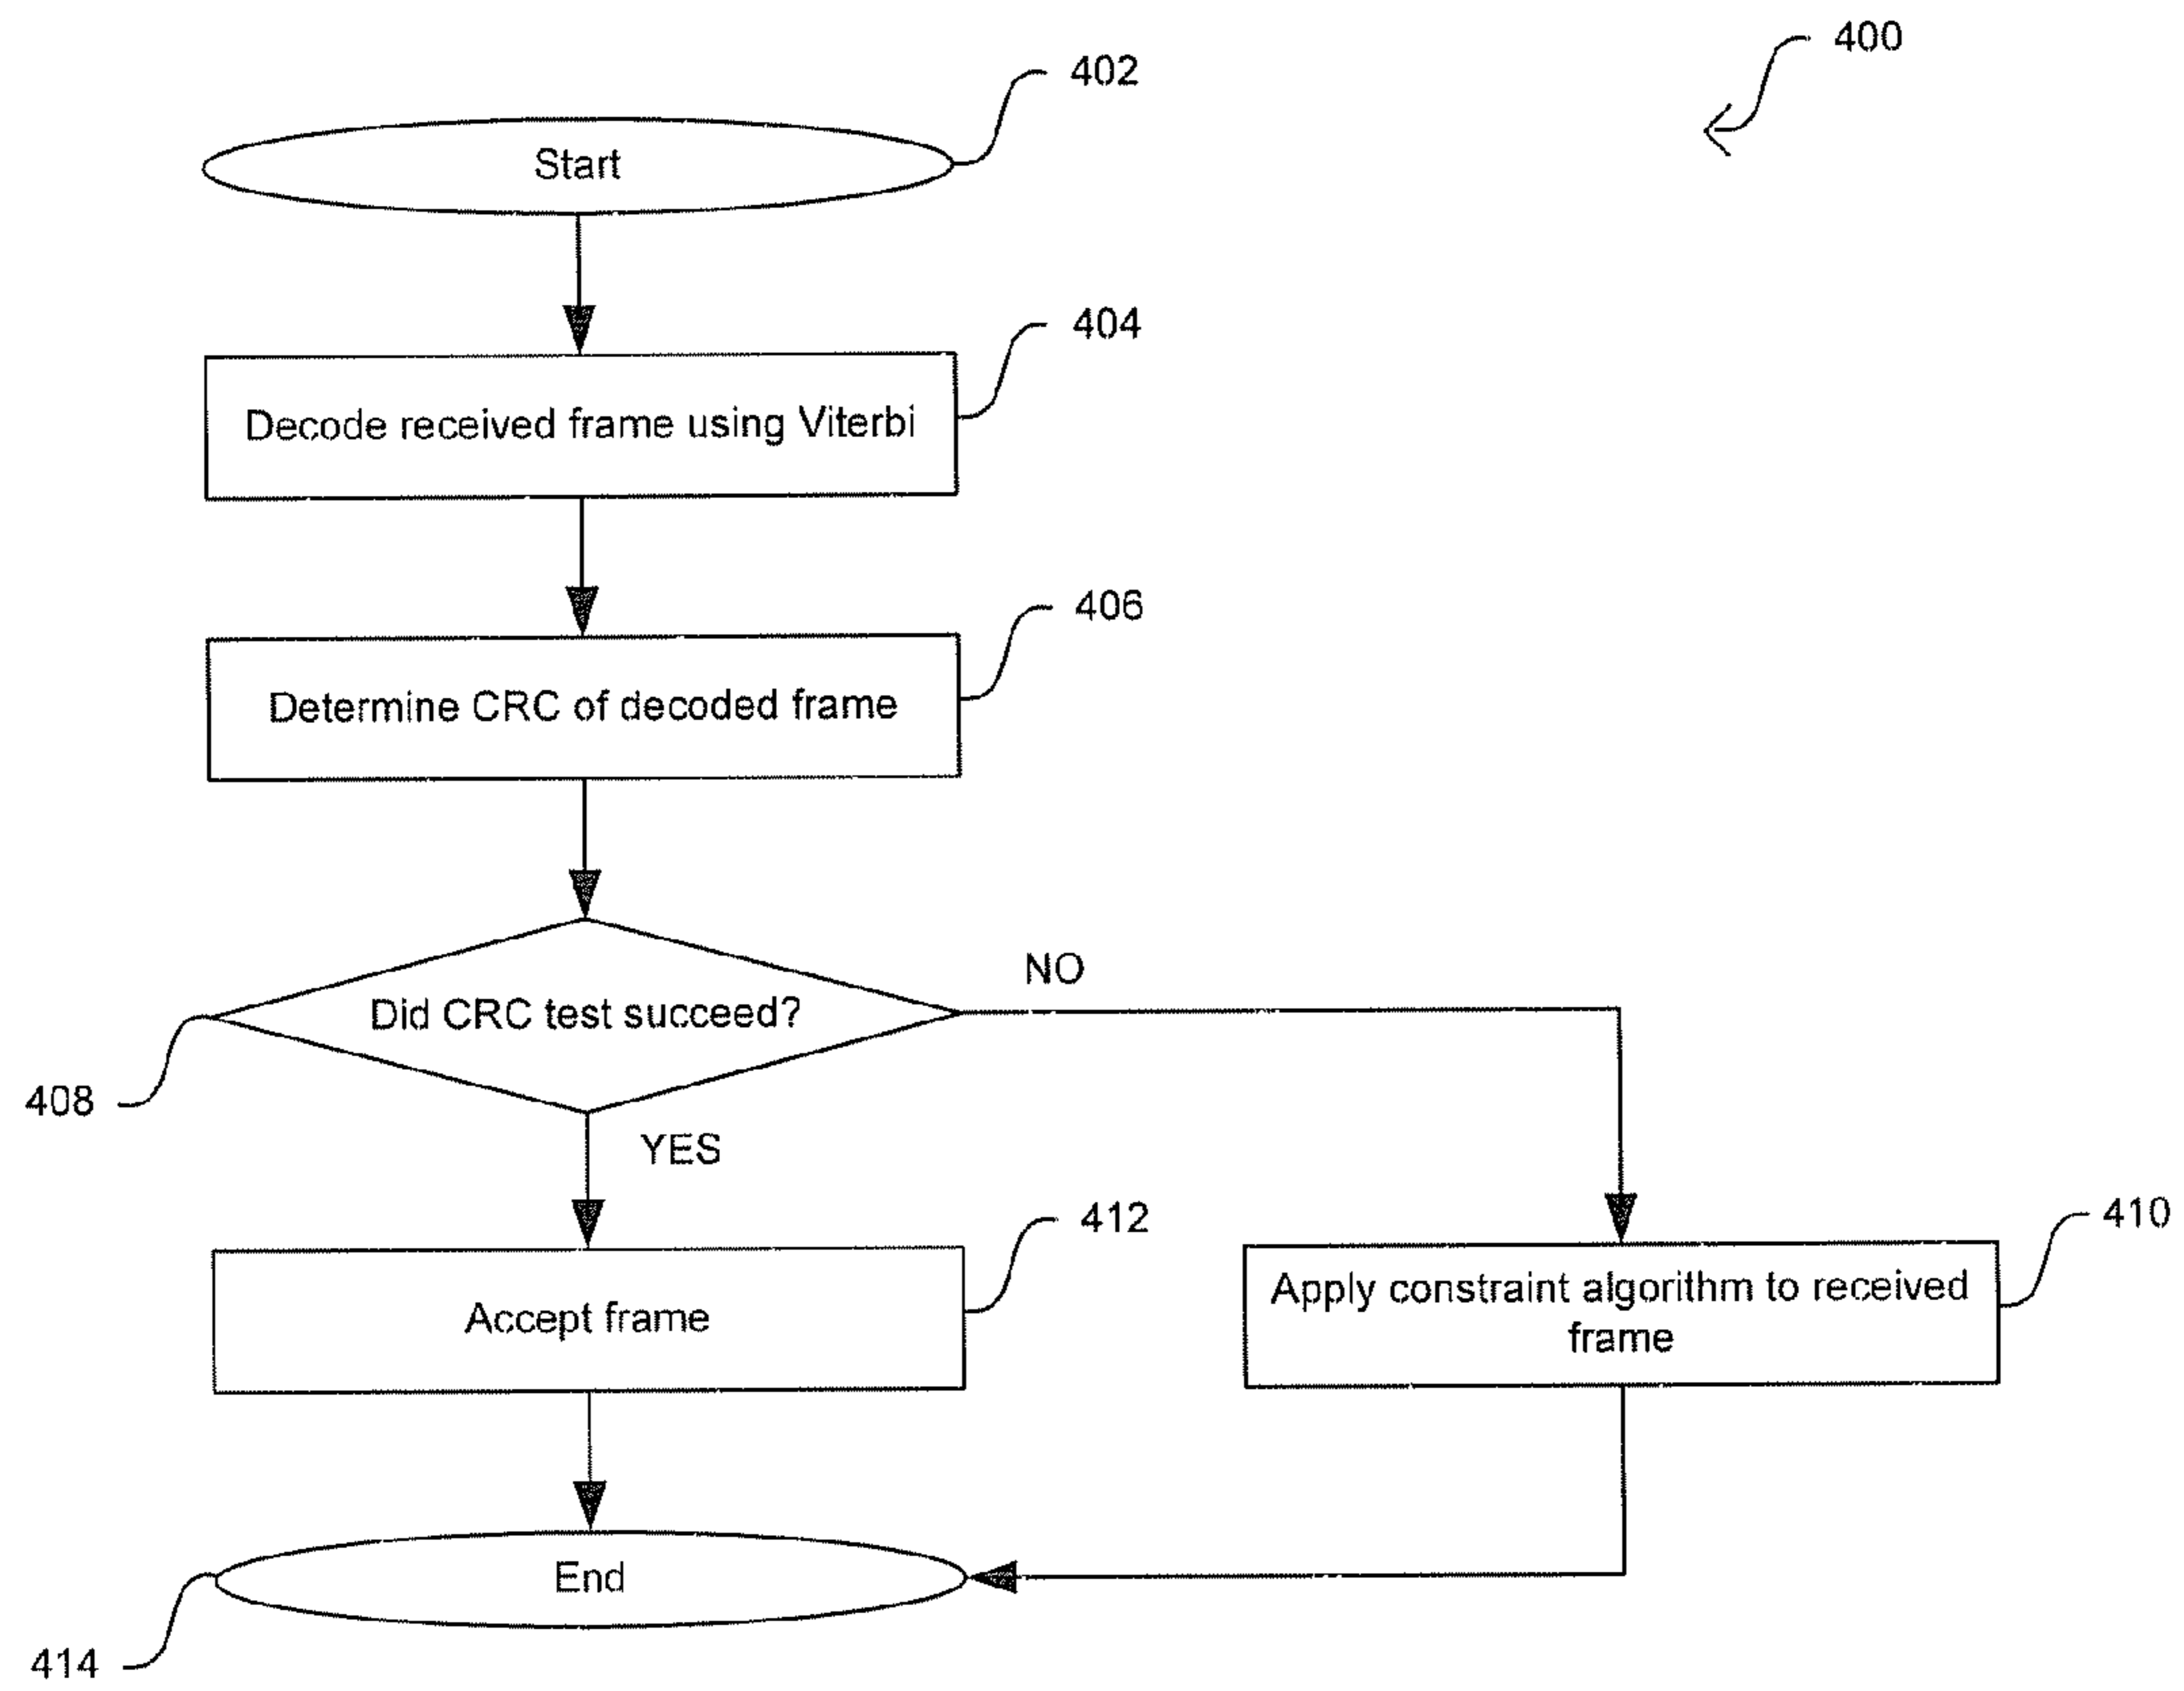 400
402
Start
404
Decode received frame using Viterbi
406
Determine CRC of decoded frame
NO
Did CRC test succeed?
408
YES
412
410
Accept frame
Apply constraint algorithm to received
frame
End
414